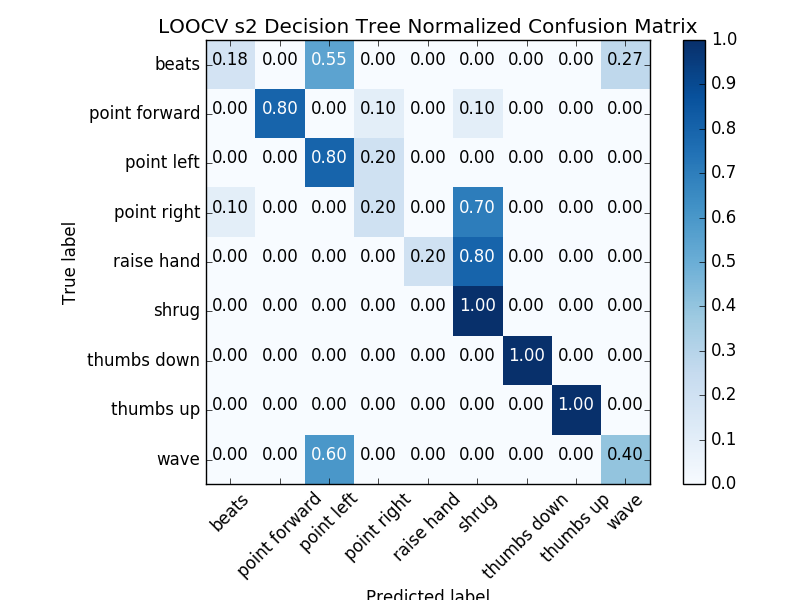 LOOCV s2 Decision Tree Normalized Confusion Matrix
beats 0.18 0.00 0.55 0.00 0.00 0.00 0.00 0.00 0.27
point forward 0.00 0.80 0.00 0.10 0.00 0.10 0.00 0.00 0.00
point left 0.00 0.00 0.80 0.20 0.00 0.00 0.00 0.00 0.00
point right 0.10 0.00 0.00 0.20 0.00 0.70 0.00 0.00 0.00
raise hand 0.00 0.00 0.00 0.00 0.20 0.80 0.00 0.00 0.00
shrug 0.00 0.00 0.00 0.00 0.00 1.00 0.00 0.00 0.00
thumbs down 0.00 0.00 0.00 0.00 0.00 0.00 1.00 0.00 0.00
thumbs up 0.00 0.00 0.00 0.00 0.00 0.00 0.00 1.00 0.00
wave 0.00 0.00 0.60 0.00 0.00 0.00 0.00 0.00 0.40
True label
beats
point forward
point left
point right
raise hand
shrug
thumbs down
thumbs up
wave
Predicted label
1.0
0.9
0.8
0.7
0.6
0.5
0.4
0.3
0.2
0.1
0.0